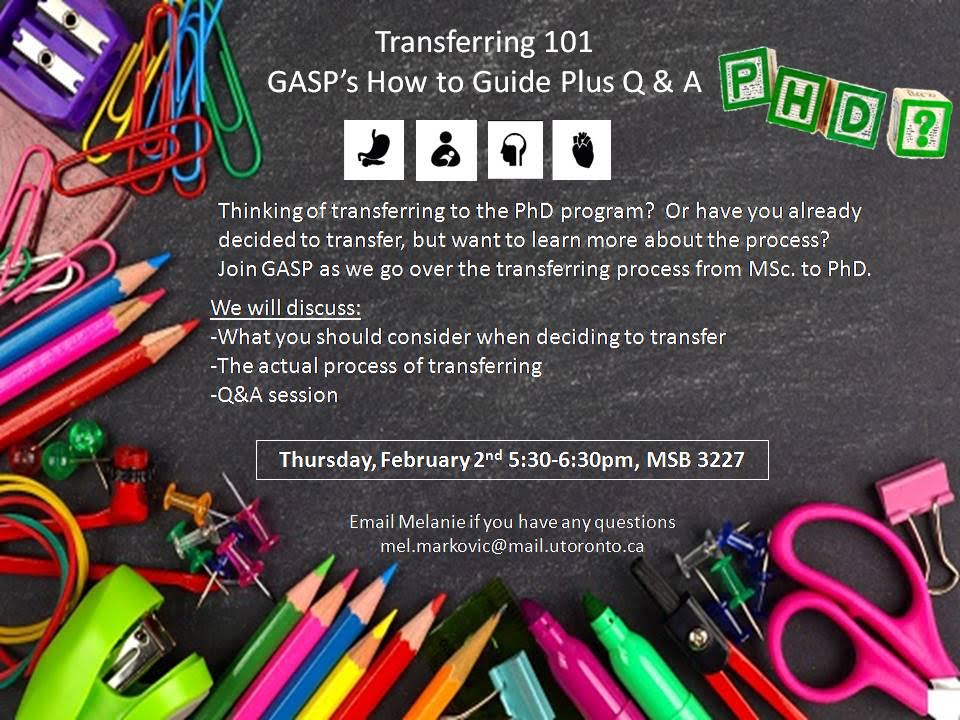 Transferring 101
GASP's How to Guide Plus Q & A
PHD?
Thinking of transferring to the PhD program? Or have you already
decided to transfer, but want to learn more about the process?
Join GASP as we go over the transferring process from MSc. to PhD.
We will discuss:
-What you should consider when deciding to transfer
-The actual process of transferring
-Q&A session
Thursday, February 2nd 5:30-6:30pm, MSB 3227
Email Melanie if you have any questions
mel.markovic@mail.utoronto.ca